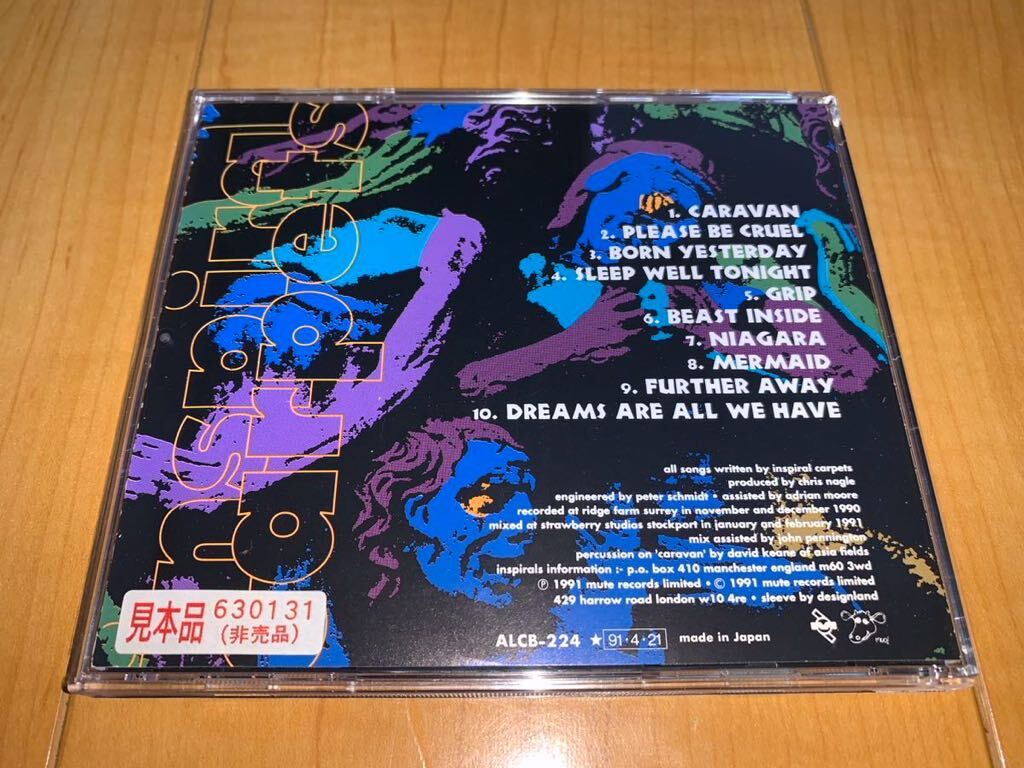 inspiral
carpets
1. CARAVAN
2. PLEASE BE CRUEL
3. BORN YESTERDAY
4. SLEEP WELL TONIGHT
5. GRIP
6. BEAST INSIDE
7. NIAGARA
8. MERMAID
9. FURTHER AWAY
10. DREAMS ARE ALL WE HAVE
all songs written by inspiral carpets
produced by chris nagle
engineered by peter schmidt • assisted by adrian moore
recorded at ridge farm surrey in november and december 1990
mixed at strawberry studios stockport in january and february 1991
mix assisted by john pennington
percussion on 'caravan' by david keane of asia fields
inspirals information :- p.o. box 410 manchester england m60 3wd
℗ 1991 mute records limited • © 1991 mute records limited
429 harrow road london w10 4re • sleeve by designland
見本品 630131
(非売品)
ALCB-224 ★ 91・4・21 made in Japan